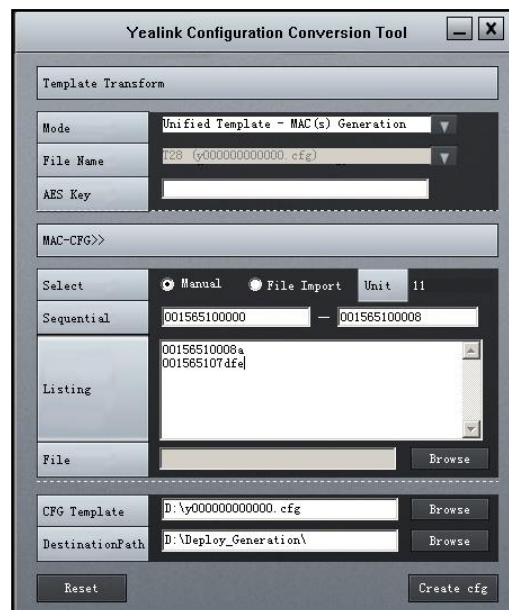 Yealink Configuration Conversion Tool
Template Transform
Mode Unified Template - MAC(s) Generation
File Name T28 (y000000000000.cfg)
AES Key
MAC-CFG>>
Select Manual File Import Unit 11
Sequential 001565100000 — 001565100008
Listing
00156510008a
001565107dfe
File Browse
CFG Template D:\y000000000000.cfg Browse
DestinationPath D:\Deploy_Generation\ Browse
Reset Create cfg